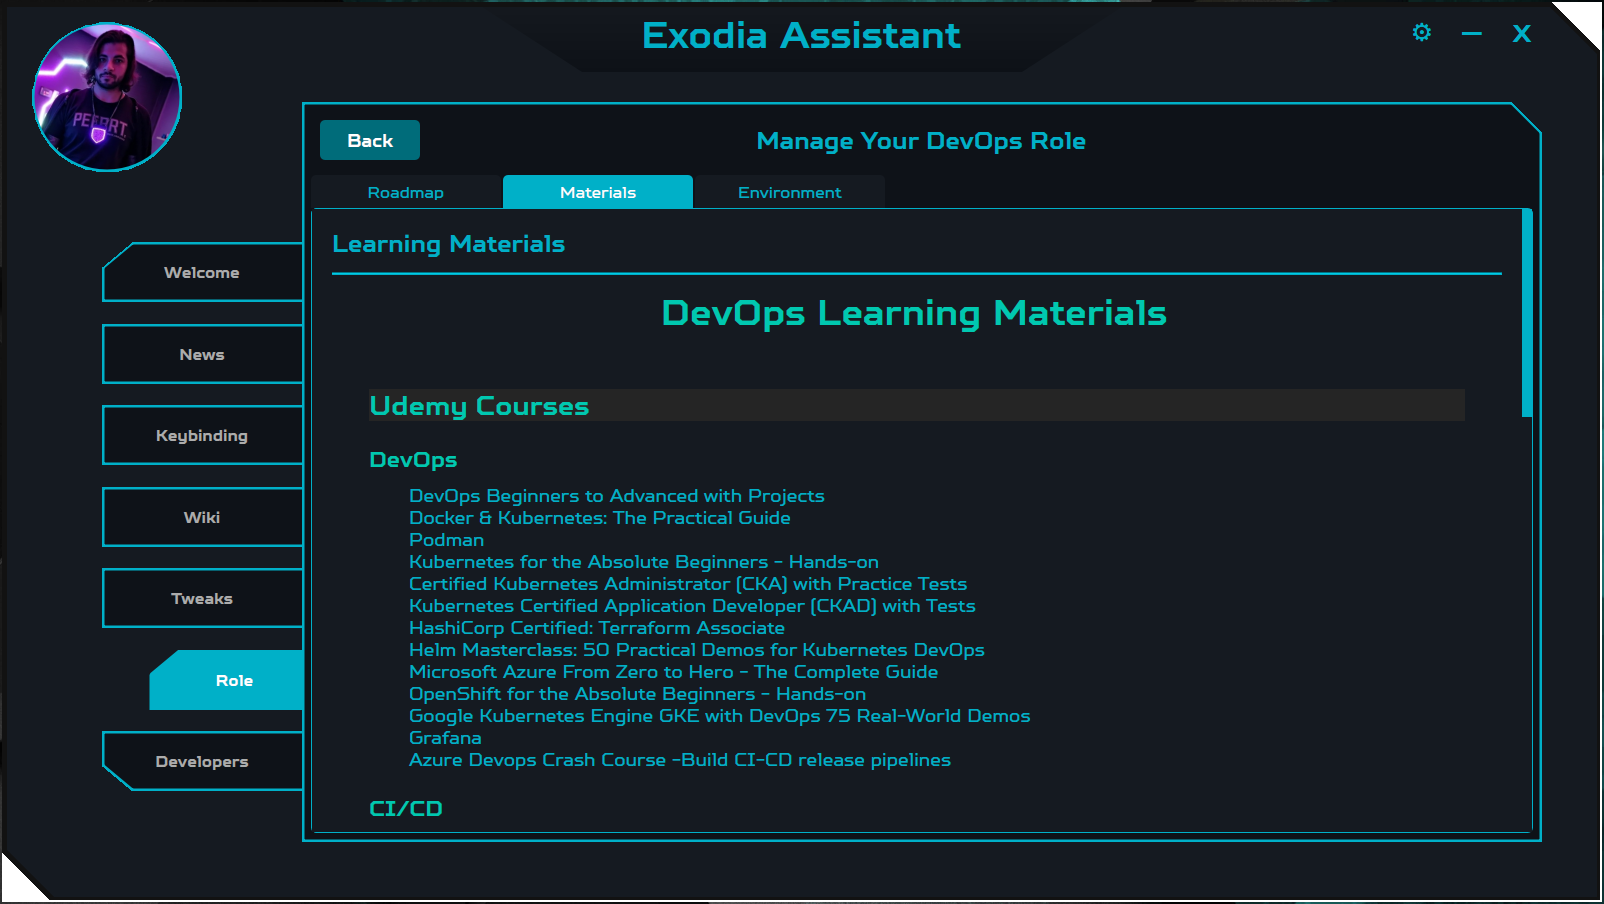 Exodia Assistant
X
PEE
Back
Manage Your DevOps Role
Roadmap
Materials
Environment
Welcome
News
Keybinding
Wiki
Tweaks
Role
Developers
Learning Materials
DevOps Learning Materials
Udemy Courses
DevOps
DevOps Beginners to Advanced with Projects
Docker & Kubernetes: The Practical Guide
Podman
Kubernetes for the Absolute Beginners - Hands-on
Certified Kubernetes Administrator (CKA) with Practice Tests
Kubernetes Certified Application Developer (CKAD) with Tests
HashiCorp Certified: Terraform Associate
Helm Masterclass: 50 Practical Demos for Kubernetes DevOps
Microsoft Azure From Zero to Hero - The Complete Guide
OpenShift for the Absolute Beginners - Hands-on
Google Kubernetes Engine GKE with DevOps 75 Real-World Demos
Grafana
Azure Devops Crash Course -Build CI-CD release pipelines
CI/CD